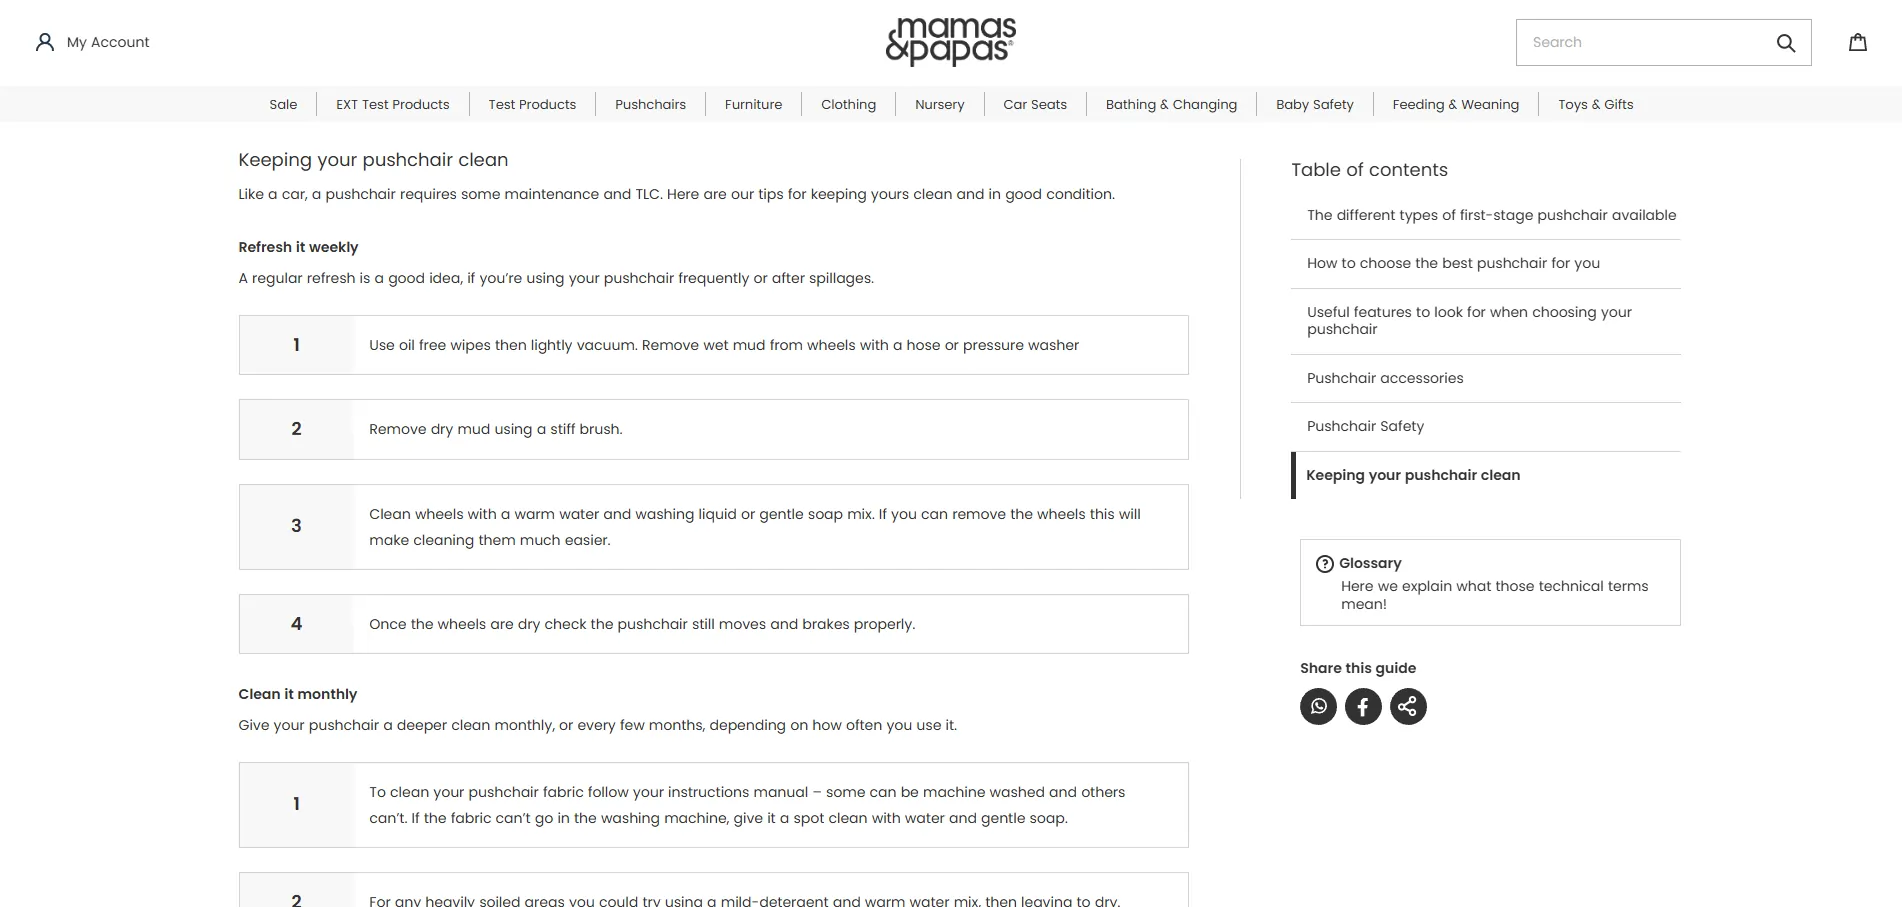 My Account
mamas
&papas®
Search
Sale
EXT Test Products
Test Products
Pushchairs
Furniture
Clothing
Nursery
Car Seats
Bathing & Changing
Baby Safety
Feeding & Weaning
Toys & Gifts
Keeping your pushchair clean
Like a car, a pushchair requires some maintenance and TLC. Here are our tips for keeping yours clean and in good condition.
Refresh it weekly
A regular refresh is a good idea, if you’re using your pushchair frequently or after spillages.
1
Use oil free wipes then lightly vacuum. Remove wet mud from wheels with a hose or pressure washer
2
Remove dry mud using a stiff brush.
3
Clean wheels with a warm water and washing liquid or gentle soap mix. If you can remove the wheels this will
make cleaning them much easier.
4
Once the wheels are dry check the pushchair still moves and brakes properly.
Clean it monthly
Give your pushchair a deeper clean monthly, or every few months, depending on how often you use it.
1
To clean your pushchair fabric follow your instructions manual – some can be machine washed and others
can’t. If the fabric can’t go in the washing machine, give it a spot clean with water and gentle soap.
2
For any heavily soiled areas you could try using a mild-detergent and warm water mix, then leaving to dry.
Table of contents
The different types of first-stage pushchair available
How to choose the best pushchair for you
Useful features to look for when choosing your
pushchair
Pushchair accessories
Pushchair Safety
Keeping your pushchair clean
Glossary
Here we explain what those technical terms
mean!
Share this guide